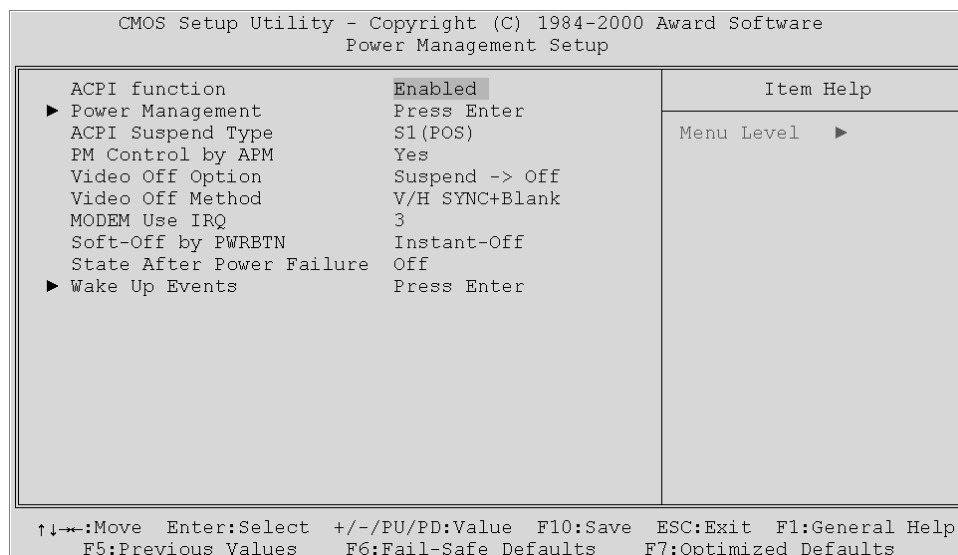 CMOS Setup Utility - Copyright (C) 1984-2000 Award Software
Power Management Setup
ACPI function Enabled
► Power Management Press Enter
ACPI Suspend Type S1(POS)
PM Control by APM Yes
Video Off Option Suspend -> Off
Video Off Method V/H SYNC+Blank
MODEM Use IRQ 3
Soft-Off by PWRBTN Instant-Off
State After Power Failure Off
► Wake Up Events Press Enter
Item Help
Menu Level ►
↑↓→←:Move Enter:Select +/-/PU/PD:Value F10:Save ESC:Exit F1:General Help
F5:Previous Values F6:Fail-Safe Defaults F7:Optimized Defaults